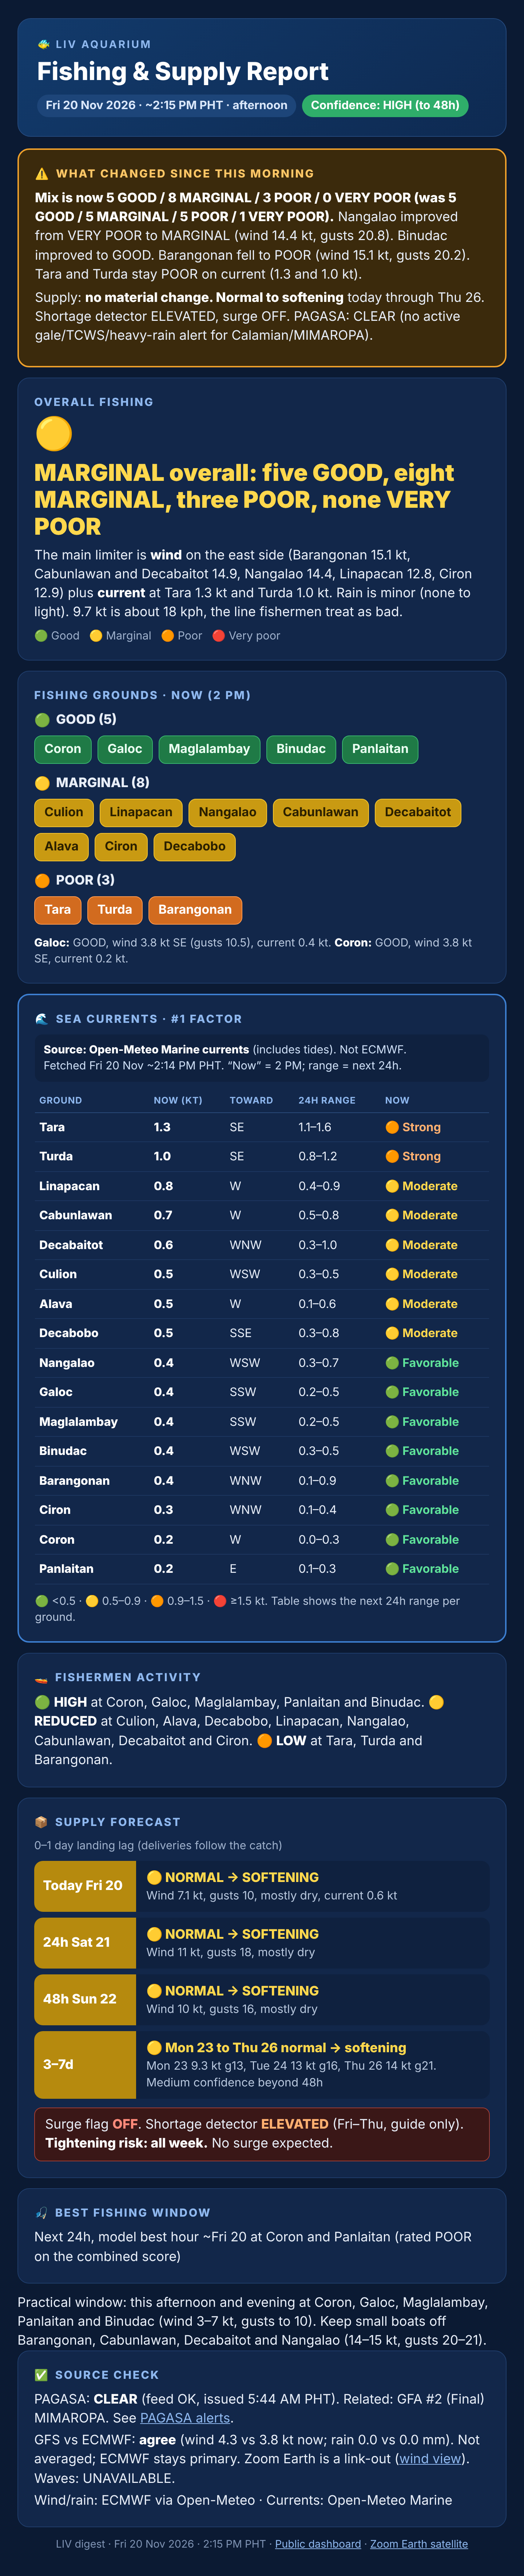 LIV AQUARIUM
Fishing & Supply Report
Fri 20 Nov 2026 · ~2:15 PM PHT · afternoon
Confidence: HIGH (to 48h)
WHAT CHANGED SINCE THIS MORNING
Mix is now 5 GOOD / 8 MARGINAL / 3 POOR / 0 VERY POOR (was 5
GOOD / 5 MARGINAL / 5 POOR / 1 VERY POOR). Nangalao improved
from VERY POOR to MARGINAL (wind 14.4 kt, gusts 20.8). Binudac
improved to GOOD. Barangonan fell to POOR (wind 15.1 kt, gusts 20.2).
Tara and Turda stay POOR on current (1.3 and 1.0 kt).
Supply: no material change. Normal to softening today through Thu 26.
Shortage detector ELEVATED, surge OFF. PAGASA: CLEAR (no active
gale/TCWS/heavy-rain alert for Calamian/MIMAROPA).
OVERALL FISHING
MARGINAL overall: five GOOD, eight
MARGINAL, three POOR, none VERY
POOR
The main limiter is wind on the east side (Barangonan 15.1 kt,
Cabunlawan and Decabaitot 14.9, Nangalao 14.4, Linapacan 12.8, Ciron
12.9) plus current at Tara 1.3 kt and Turda 1.0 kt. Rain is minor (none to
light). 9.7 kt is about 18 kph, the line fishermen treat as bad.
Good Marginal Poor Very poor
FISHING GROUNDS · NOW (2 PM)
GOOD (5)
Coron Galoc Maglalambay Binudac Panlaitan
MARGINAL (8)
Culion Linapacan Nangalao Cabunlawan Decabaitot
Alava Ciron Decabobo
POOR (3)
Tara Turda Barangonan
Galoc: GOOD, wind 3.8 kt SE (gusts 10.5), current 0.4 kt. Coron: GOOD, wind 3.8 kt
SE, current 0.2 kt.
SEA CURRENTS · #1 FACTOR
Source: Open-Meteo Marine currents (includes tides). Not ECMWF.
Fetched Fri 20 Nov ~2:14 PM PHT. “Now” = 2 PM; range = next 24h.
GROUND NOW (KT) TOWARD 24H RANGE NOW
Tara 1.3 SE 1.1–1.6 Strong
Turda 1.0 SE 0.8–1.2 Strong
Linapacan 0.8 W 0.4–0.9 Moderate
Cabunlawan 0.7 W 0.5–0.8 Moderate
Decabaitot 0.6 WNW 0.3–1.0 Moderate
Culion 0.5 WSW 0.3–0.5 Moderate
Alava 0.5 W 0.1–0.6 Moderate
Decabobo 0.5 SSE 0.3–0.8 Moderate
Nangalao 0.4 WSW 0.3–0.7 Favorable
Galoc 0.4 SSW 0.2–0.5 Favorable
Maglalambay 0.4 SSW 0.2–0.5 Favorable
Binudac 0.4 WSW 0.3–0.5 Favorable
Barangonan 0.4 WNW 0.1–0.9 Favorable
Ciron 0.3 WNW 0.1–0.4 Favorable
Coron 0.2 W 0.0–0.3 Favorable
Panlaitan 0.2 E 0.1–0.3 Favorable
<0.5 · 0.5–0.9 · 0.9–1.5 · ≥1.5 kt. Table shows the next 24h range per
ground.
FISHERMEN ACTIVITY
HIGH at Coron, Galoc, Maglalambay, Panlaitan and Binudac.
REDUCED at Culion, Alava, Decabobo, Linapacan, Nangalao,
Cabunlawan, Decabaitot and Ciron. LOW at Tara, Turda and
Barangonan.
SUPPLY FORECAST
0–1 day landing lag (deliveries follow the catch)
Today Fri 20 NORMAL → SOFTENING
Wind 7.1 kt, gusts 10, mostly dry, current 0.6 kt
24h Sat 21 NORMAL → SOFTENING
Wind 11 kt, gusts 18, mostly dry
48h Sun 22 NORMAL → SOFTENING
Wind 10 kt, gusts 16, mostly dry
3–7d Mon 23 to Thu 26 normal → softening
Mon 23 9.3 kt g13, Tue 24 13 kt g16, Thu 26 14 kt g21.
Medium confidence beyond 48h
Surge flag OFF. Shortage detector ELEVATED (Fri–Thu, guide only).
Tightening risk: all week. No surge expected.
BEST FISHING WINDOW
Next 24h, model best hour ~Fri 20 at Coron and Panlaitan (rated POOR
on the combined score)
Practical window: this afternoon and evening at Coron, Galoc, Maglalambay,
Panlaitan and Binudac (wind 3–7 kt, gusts to 10). Keep small boats off
Barangonan, Cabunlawan, Decabaitot and Nangalao (14–15 kt, gusts 20–21).
SOURCE CHECK
PAGASA: CLEAR (feed OK, issued 5:44 AM PHT). Related: GFA #2 (Final)
MIMAROPA. See PAGASA alerts.
GFS vs ECMWF: agree (wind 4.3 vs 3.8 kt now; rain 0.0 vs 0.0 mm). Not
averaged; ECMWF stays primary. Zoom Earth is a link-out (wind view).
Waves: UNAVAILABLE.
Wind/rain: ECMWF via Open-Meteo · Currents: Open-Meteo Marine
LIV digest · Fri 20 Nov 2026 · 2:15 PM PHT · Public dashboard · Zoom Earth satellite